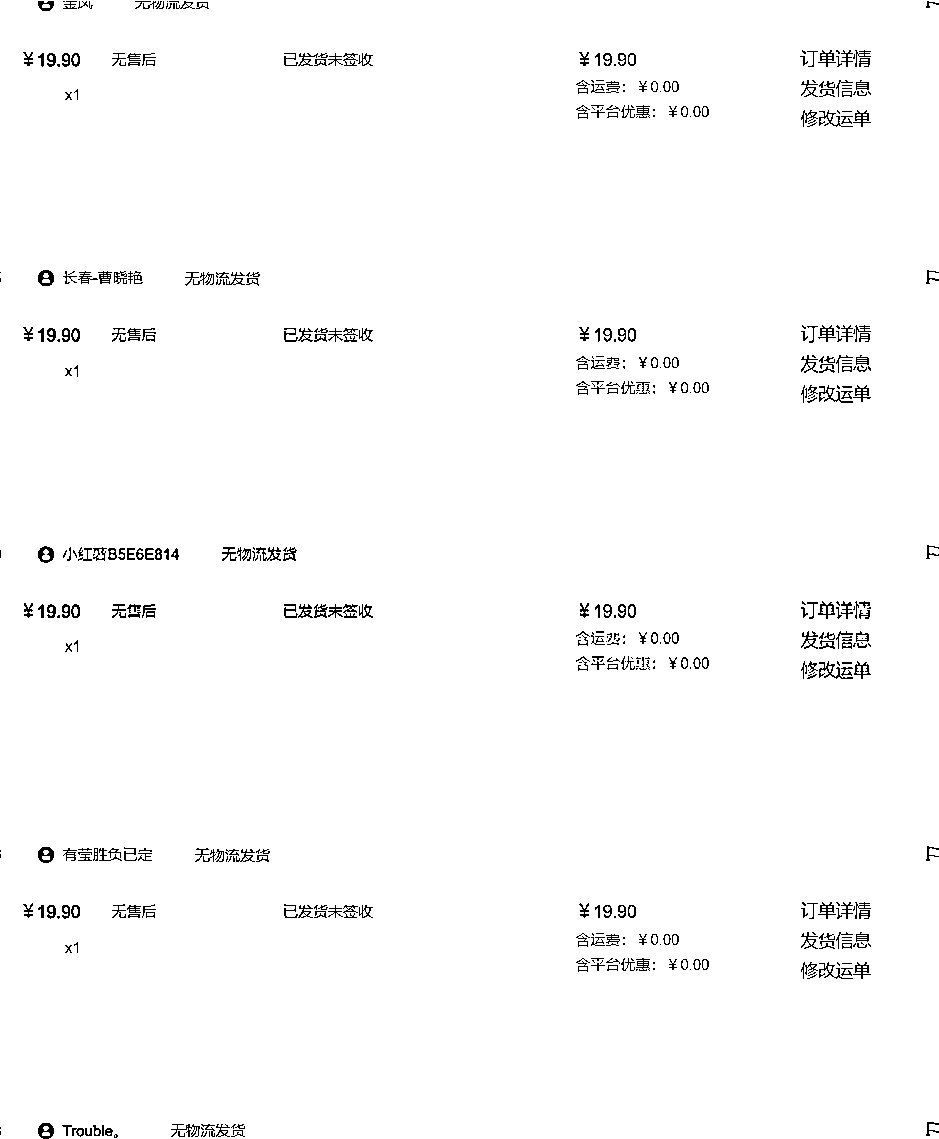 无物流发货
¥19.90 无售后 已发货未签收 ¥19.90 订单详情
x1 含运费：¥0.00 发货信息
含平台优惠：¥0.00 修改运单
长春-曹晓艳 无物流发货
¥19.90 无售后 已发货未签收 ¥19.90 订单详情
x1 含运费：¥0.00 发货信息
含平台优惠：¥0.00 修改运单
小红薯B5E6E814 无物流发货
¥19.90 无售后 已发货未签收 ¥19.90 订单详情
x1 含运费：¥0.00 发货信息
含平台优惠：¥0.00 修改运单
有莹胜负已定 无物流发货
¥19.90 无售后 已发货未签收 ¥19.90 订单详情
x1 含运费：¥0.00 发货信息
含平台优惠：¥0.00 修改运单
Trouble。 无物流发货